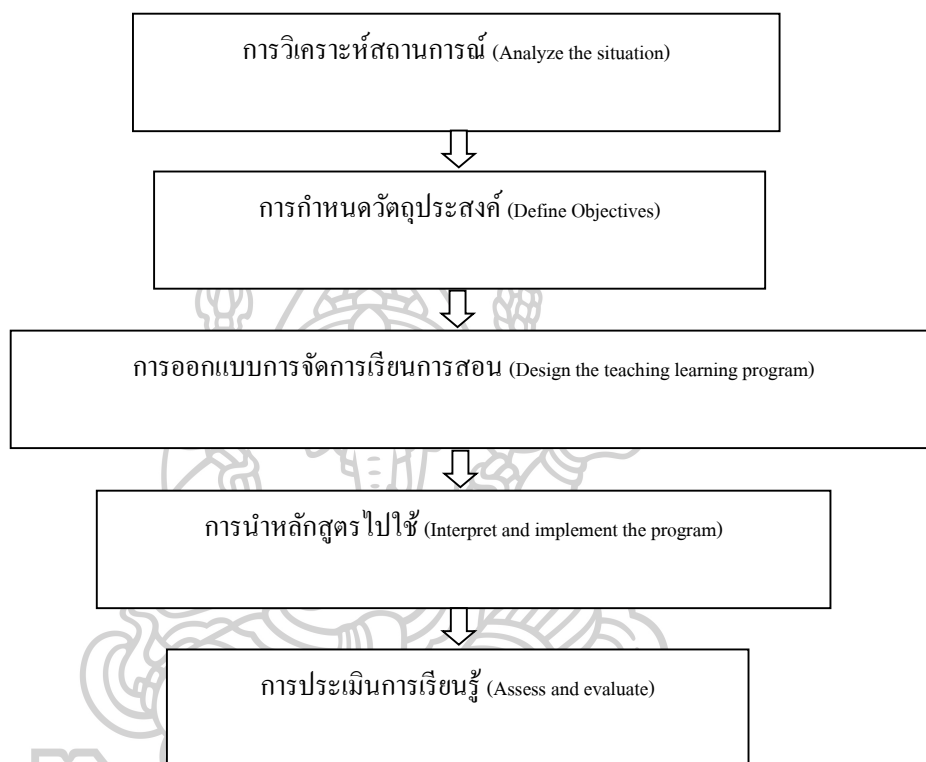 การวิเคราะห์สถานการณ์ (Analyze the situation)
การกำหนดวัตถุประสงค์ (Define Objectives)
การออกแบบการจัดการเรียนการสอน (Design the teaching learning program)
การนำหลักสูตรไปใช้ (Interpret and implement the program)
การประเมินการเรียนรู้ (Assess and evaluate)